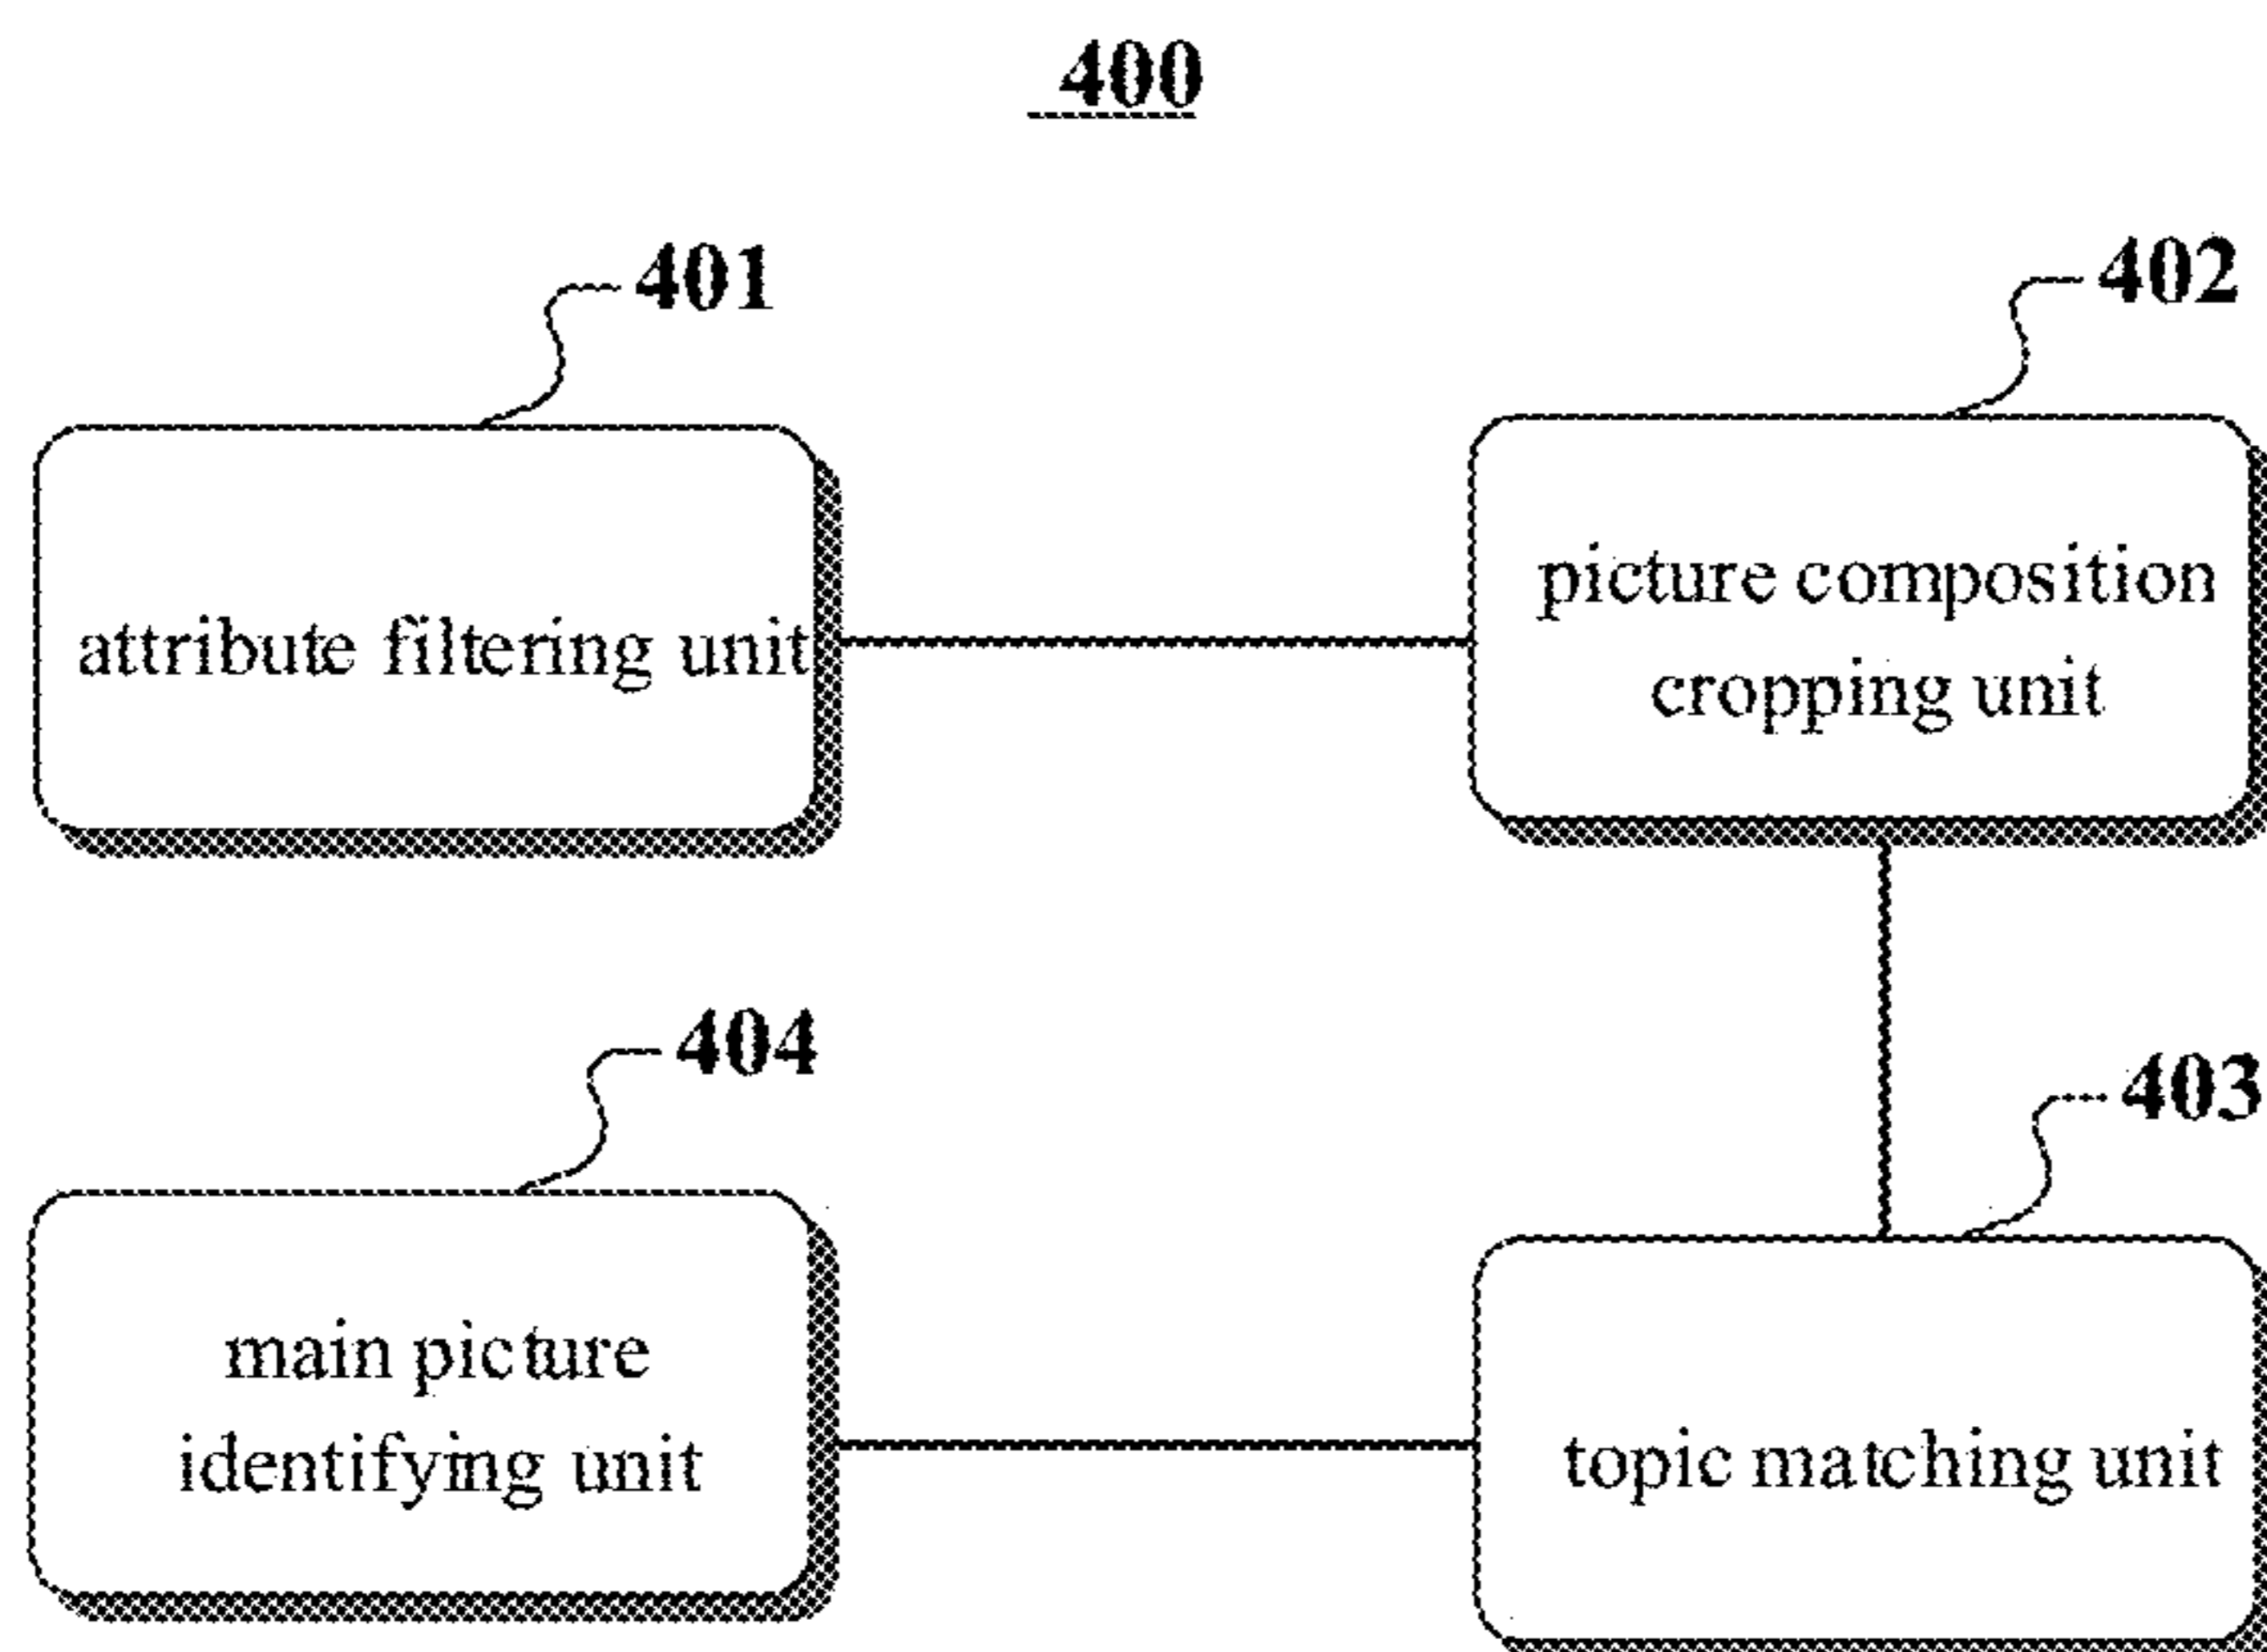 400
401
402
attribute filtering unit
picture composition
cropping unit
404
403
main picture
identifying unit
topic matching unit